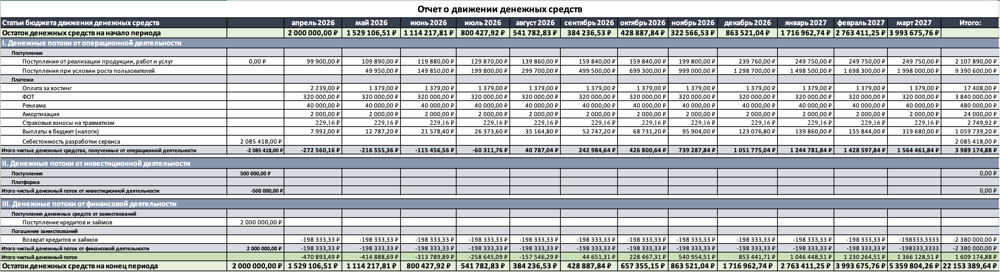 Отчет о движении денежных средств
Статьи бюджета движения денежных средств апрель 2026 май 2026 июнь 2026 июль 2026 август 2026 сентябрь 2026 октябрь 2026 ноябрь 2026 декабрь 2026 январь 2027 февраль 2027 март 2027 Итого:
Остаток денежных средств на начало периода 2 000 000,00 ₽ 1 529 106,51 ₽ 1 114 217,81 ₽ 800 427,92 ₽ 541 782,83 ₽ 384 236,53 ₽ 428 887,84 ₽ 322 566,53 ₽ 863 521,04 ₽ 1 716 962,74 ₽ 2 763 411,25 ₽ 3 993 675,76 ₽
I. Денежные потоки от операционной деятельности
Поступления
Поступления от реализации продукции, работ и услуг 0,00 ₽ 99 900,00 ₽ 109 890,00 ₽ 119 880,00 ₽ 129 870,00 ₽ 139 860,00 ₽ 159 840,00 ₽ 159 840,00 ₽ 199 800,00 ₽ 239 760,00 ₽ 249 750,00 ₽ 249 750,00 ₽ 249 750,00 ₽ 2 107 890,00 ₽
Поступления при условии роста пользователей 49 950,00 ₽ 149 850,00 ₽ 199 800,00 ₽ 299 700,00 ₽ 499 500,00 ₽ 699 300,00 ₽ 999 000,00 ₽ 1 298 700,00 ₽ 1 498 500,00 ₽ 1 698 300,00 ₽ 1 998 000,00 ₽ 9 390 600,00 ₽
Платежи
Оплата за хостинг 2 239,00 ₽ 1 379,00 ₽ 1 379,00 ₽ 1 379,00 ₽ 1 379,00 ₽ 1 379,00 ₽ 1 379,00 ₽ 1 379,00 ₽ 1 379,00 ₽ 1 379,00 ₽ 1 379,00 ₽ 1 379,00 ₽ 17 408,00 ₽
ФОТ 320 000,00 ₽ 320 000,00 ₽ 320 000,00 ₽ 320 000,00 ₽ 320 000,00 ₽ 320 000,00 ₽ 320 000,00 ₽ 320 000,00 ₽ 320 000,00 ₽ 320 000,00 ₽ 320 000,00 ₽ 320 000,00 ₽ 3 840 000,00 ₽
Реклама 40 000,00 ₽ 40 000,00 ₽ 40 000,00 ₽ 40 000,00 ₽ 40 000,00 ₽ 40 000,00 ₽ 40 000,00 ₽ 40 000,00 ₽ 40 000,00 ₽ 40 000,00 ₽ 40 000,00 ₽ 40 000,00 ₽ 480 000,00 ₽
Амортизация 2 000,00 ₽ 2 000,00 ₽ 2 000,00 ₽ 2 000,00 ₽ 2 000,00 ₽ 2 000,00 ₽ 2 000,00 ₽ 2 000,00 ₽ 2 000,00 ₽ 2 000,00 ₽ 2 000,00 ₽ 2 000,00 ₽ 24 000,00 ₽
Страховые взносы на травматизм 229,16 ₽ 229,16 ₽ 229,16 ₽ 229,16 ₽ 229,16 ₽ 229,16 ₽ 229,16 ₽ 229,16 ₽ 229,16 ₽ 229,16 ₽ 229,16 ₽ 229,16 ₽ 2 749,92 ₽
Выплаты в бюджет (налоги) 7 992,00 ₽ 12 787,20 ₽ 21 578,40 ₽ 26 373,60 ₽ 35 164,80 ₽ 52 747,20 ₽ 68 731,20 ₽ 95 904,00 ₽ 123 076,80 ₽ 139 860,00 ₽ 155 844,00 ₽ 319 680,00 ₽ 1 059 739,20 ₽
Себестоимость разработки сервиса 2 085 418,00 ₽ 2 085 418,00 ₽
Итого чистые денежные средства, полученные от операционной деятельности -2 085 418,00 ₽ -272 560,16 ₽ -216 555,36 ₽ -115 456,56 ₽ -60 311,76 ₽ 40 787,04 ₽ 242 984,64 ₽ 426 800,64 ₽ 739 287,84 ₽ 1 051 775,04 ₽ 1 244 781,84 ₽ 1 428 597,84 ₽ 1 564 461,84 ₽ 3 989 174,88 ₽
II. Денежные потоки от инвестиционной деятельности
Поступления 500 000,00 ₽ 0,00 ₽
Платформа
Итого чистый денежный поток от инвестиционной деятельности -500 000,00 ₽ 0,00 ₽
III. Денежные потоки от финансовой деятельности
Поступления денежных средств от заимствований
Поступление кредитов и займов 2 000 000,00 ₽
Погашение заимствований
Возврат кредитов и займов -198 333,33 ₽ -198 333,33 ₽ -198 333,33 ₽ -198 333,33 ₽ -198 333,33 ₽ -198 333,33 ₽ -198 333,33 ₽ -198 333,33 ₽ -198 333,33 ₽ -198 333,33 ₽ -198 333,33 ₽ -198333,3333 -2 380 000,00 ₽
Итого чистый денежный поток от финансовой деятельности 2 000 000,00 ₽ -198 333,33 ₽ -198 333,33 ₽ -198 333,33 ₽ -198 333,33 ₽ -198 333,33 ₽ -198 333,33 ₽ -198 333,33 ₽ -198 333,33 ₽ -198 333,33 ₽ -198 333,33 ₽ -198 333,33 ₽ -198333,3333 -2 380 000,00 ₽
Итого чистый денежный поток -470 893,49 ₽ -414 888,69 ₽ -313 789,89 ₽ -258 645,09 ₽ -157 546,29 ₽ 44 651,31 ₽ 228 467,31 ₽ 540 954,51 ₽ 853 441,71 ₽ 1 046 448,51 ₽ 1 230 264,51 ₽ 1 366 128,51 ₽ 1 609 174,88 ₽
Остаток денежных средств на конец периода 2 000 000,00 ₽ 1 529 106,51 ₽ 1 114 217,81 ₽ 800 427,92 ₽ 541 782,83 ₽ 384 236,53 ₽ 428 887,84 ₽ 657 355,15 ₽ 863 521,04 ₽ 1 716 962,74 ₽ 2 763 411,25 ₽ 3 993 675,76 ₽ 5 359 804,26 ₽ 22 153 389,64 ₽